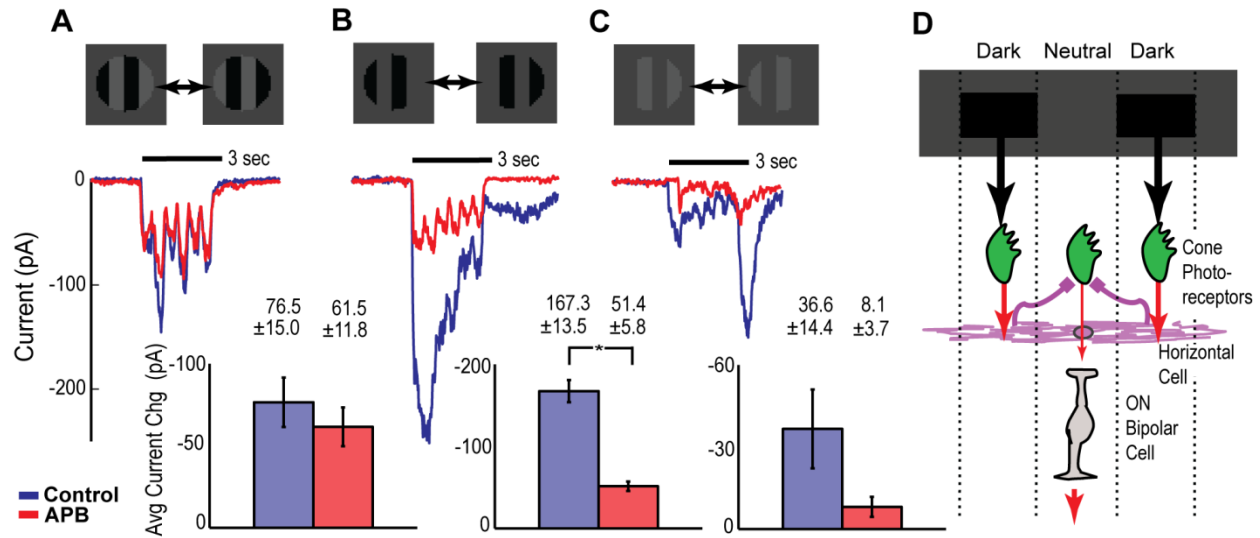 A
B
C
D
Dark Neutral Dark
3 sec
3 sec
3 sec
Current (pA)
0
-100
-200
76.5
±15.0
61.5
±11.8
167.3
±13.5
51.4
±5.8
36.6
±14.4
8.1
±3.7
Avg Current Chg (pA)
-100
-50
0
-200
-100
0
*
-60
-30
0
Control
APB
Cone
Photo-
receptors
Horizontal
Cell
ON
Bipolar
Cell